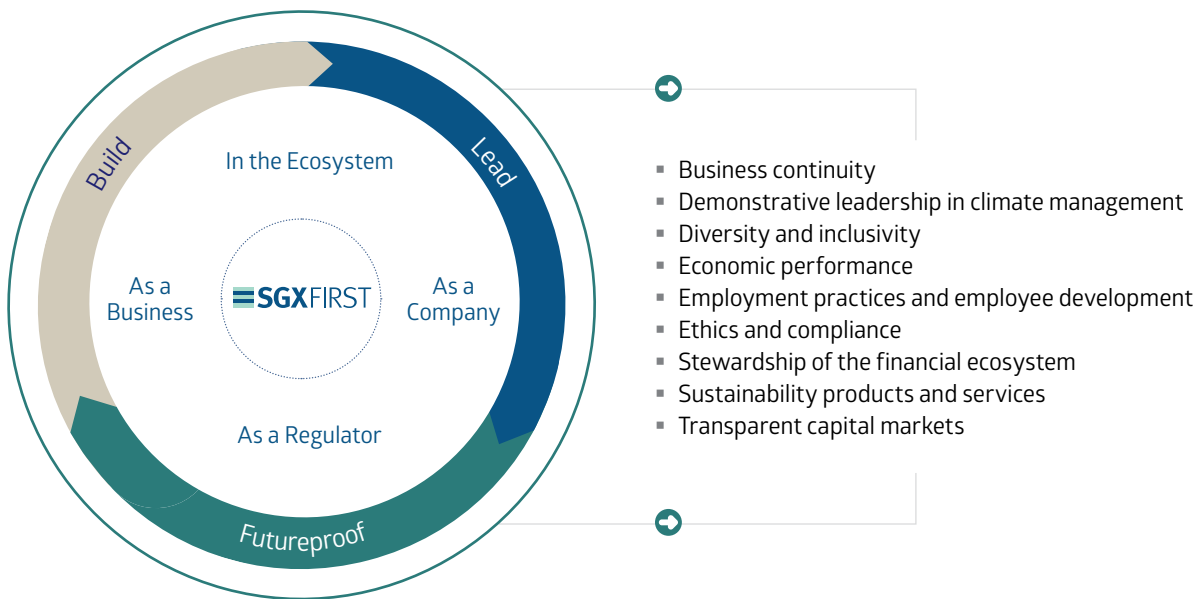 Build
Lead
In the Ecosystem
As a
Business
SGXFIRST
As a
Company
As a Regulator
Futureproof
Business continuity
Demonstrative leadership in climate management
Diversity and inclusivity
Economic performance
Employment practices and employee development
Ethics and compliance
Stewardship of the financial ecosystem
Sustainability products and services
Transparent capital markets